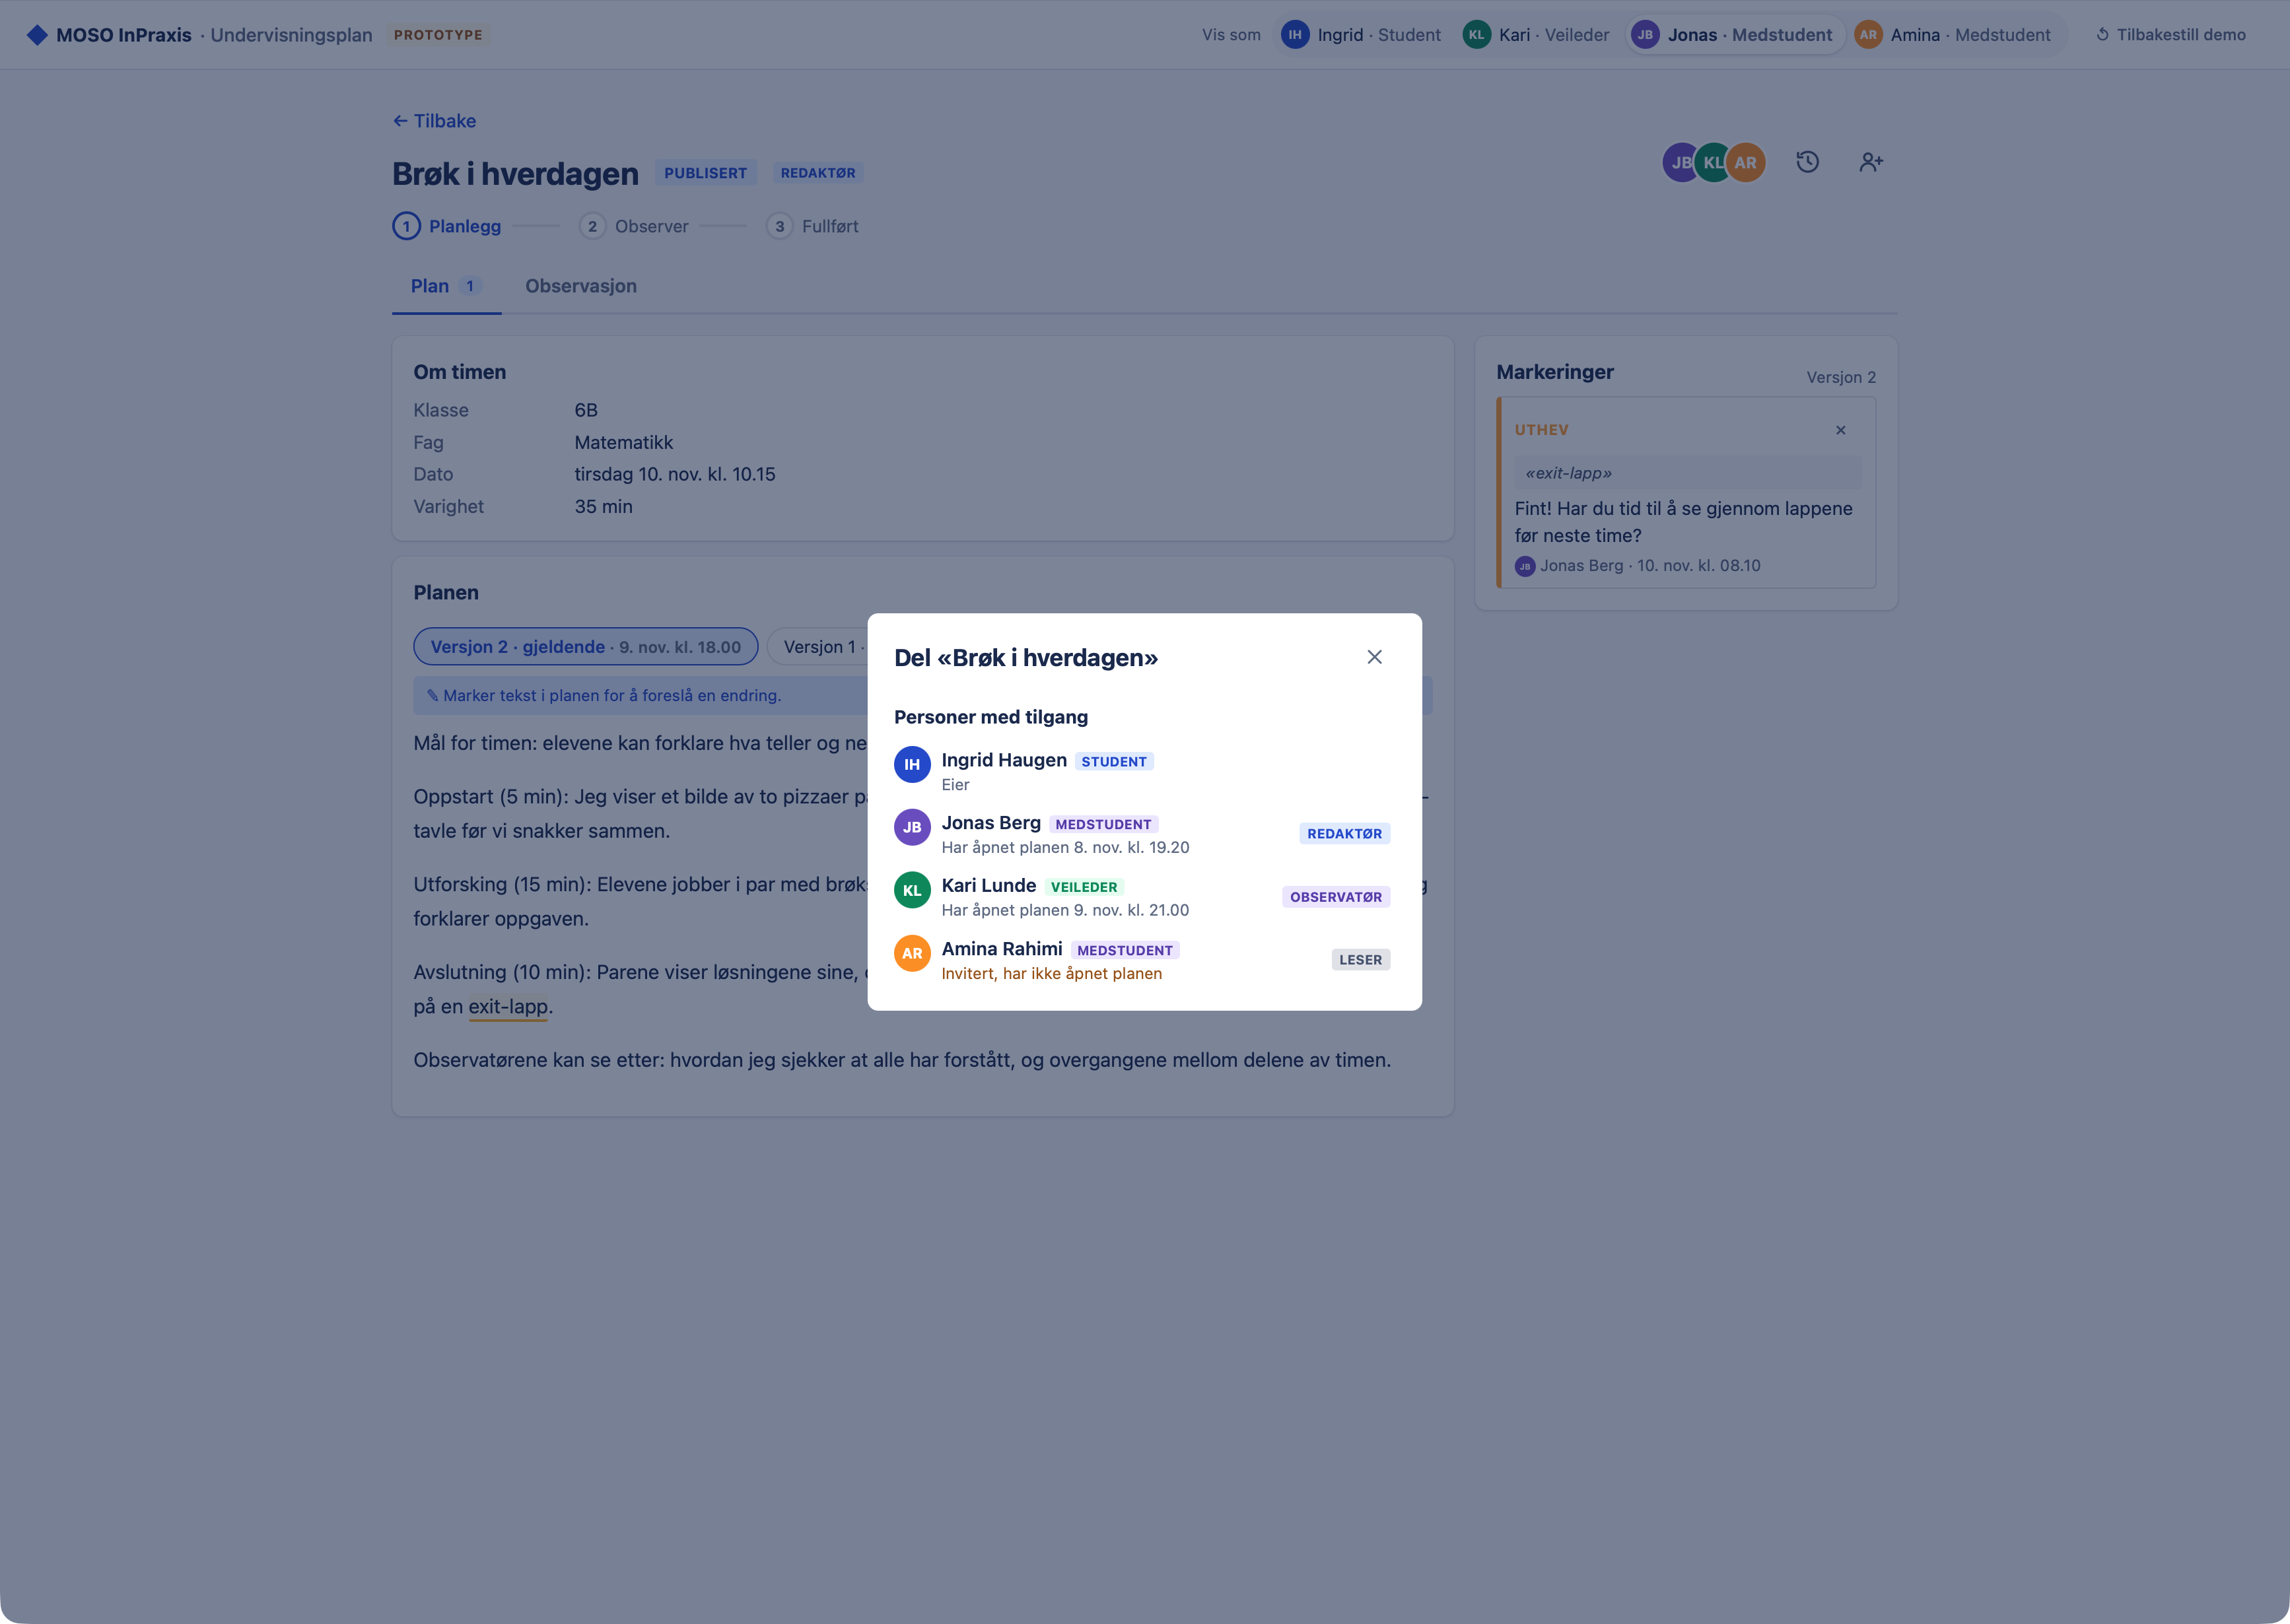 MOSO InPraxis · Undervisningsplan PROTOTYPE
Vis som IH Ingrid · Student KL Kari · Veileder JB Jonas · Medstudent AR Amina · Medstudent Tilbakestill demo
← Tilbake
Brøk i hverdagen PUBLISERT REDAKTØR
JB KL AR
1 Planlegg 2 Observer 3 Fullført
Plan 1 Observasjon
Om timen
Klasse 6B
Fag Matematikk
Dato tirsdag 10. nov. kl. 10.15
Varighet 35 min
Markeringer Versjon 2
UTHEV ×
«exit-lapp»
Fint! Har du tid til å se gjennom lappene
før neste time?
JB Jonas Berg · 10. nov. kl. 08.10
Planen
Versjon 2 · gjeldende · 9. nov. kl. 18.00 Versjon 1 ·
✎ Marker tekst i planen for å foreslå en endring.
Mål for timen: elevene kan forklare hva teller og ne
Oppstart (5 min): Jeg viser et bilde av to pizzaer p
tavle før vi snakker sammen.
Utforsking (15 min): Elevene jobber i par med brøk
forklarer oppgaven.
Avslutning (10 min): Parene viser løsningene sine,
på en exit-lapp.
Observatørene kan se etter: hvordan jeg sjekker at alle har forstått, og overgangene mellom delene av timen.
Del «Brøk i hverdagen»
Personer med tilgang
IH Ingrid Haugen STUDENT
Eier
JB Jonas Berg MEDSTUDENT REDAKTØR
Har åpnet planen 8. nov. kl. 19.20
KL Kari Lunde VEILEDER OBSERVATØR
Har åpnet planen 9. nov. kl. 21.00
AR Amina Rahimi MEDSTUDENT LESER
Invitert, har ikke åpnet planen